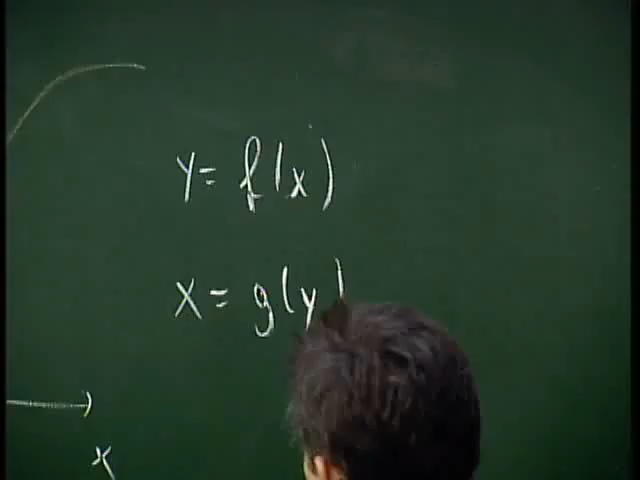 y = f(x)
x = g(y)
x